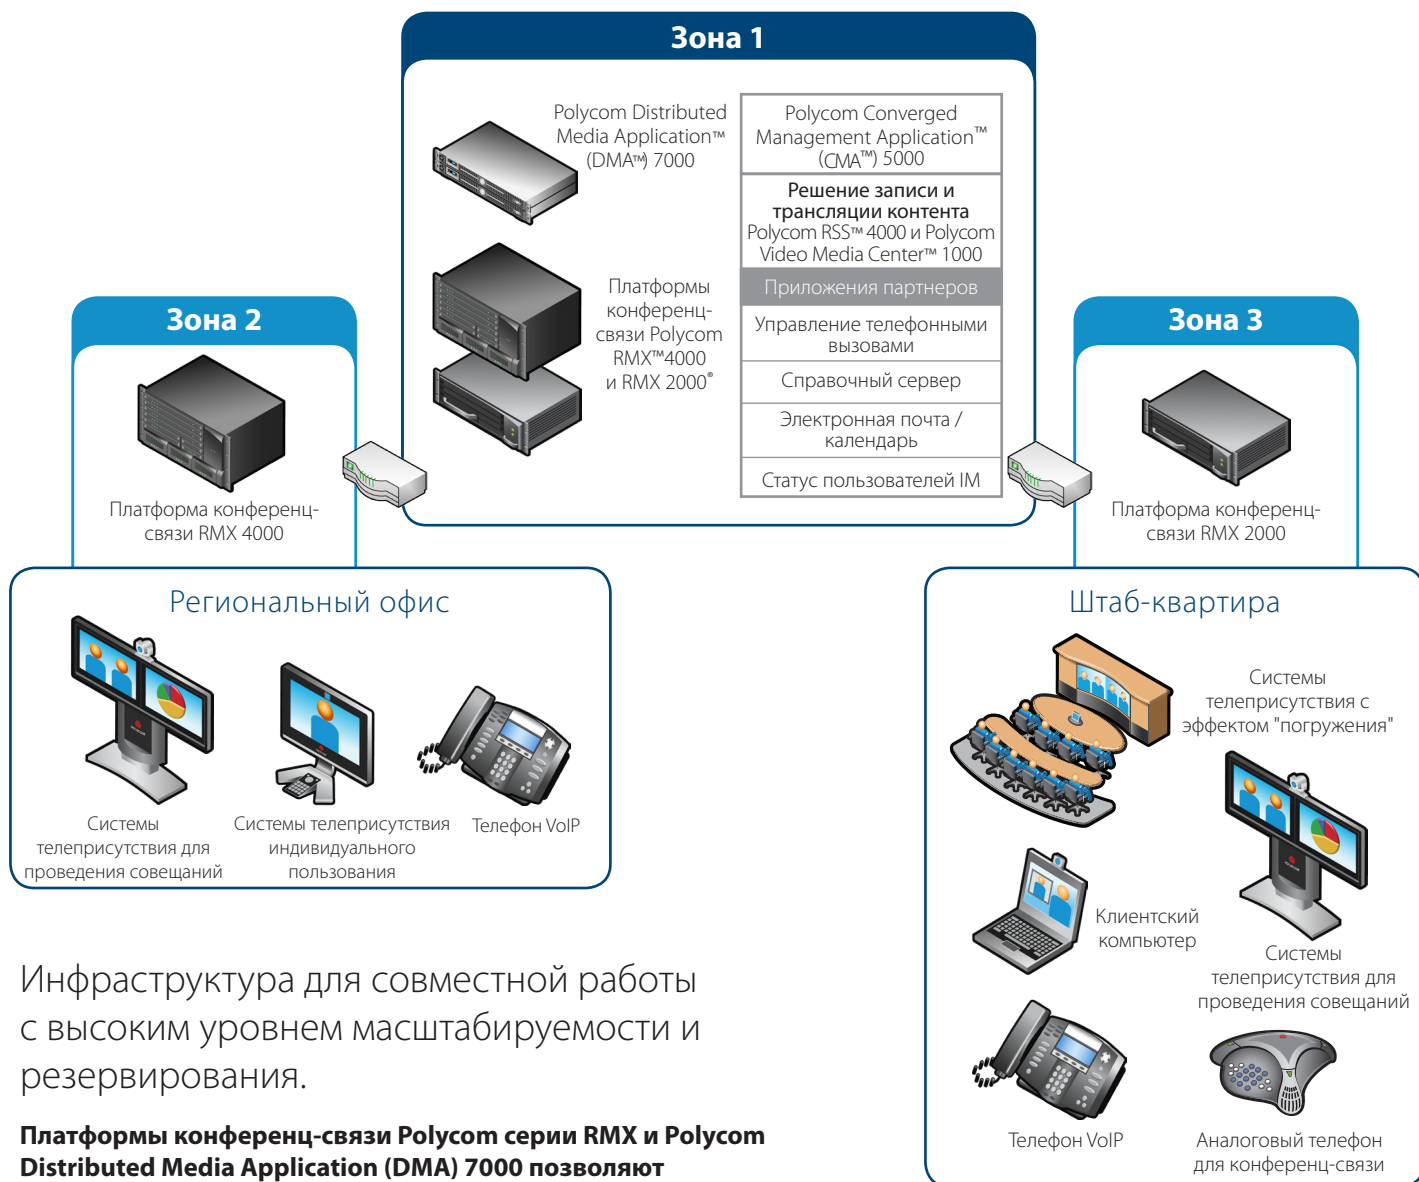 Зона 1
Polycom Distributed
Media Application™
(DMA™) 7000
Polycom Converged
Management Application™
(CMA™) 5000
Решение записи и
трансляции контента
Polycom RSS™ 4000 и Polycom
Video Media Center™ 1000
Платформы
конференц-
связи Polycom
RMX™4000
и RMX 2000®
Приложения партнеров
Управление телефонными
вызовами
Справочный сервер
Электронная почта /
календарь
Статус пользователей IM
Зона 2
Платформа конференц-
связи RMX 4000
Зона 3
Платформа конференц-
связи RMX 2000
Региональный офис
Системы
телеприсутствия для
проведения совещаний
Системы телеприсутствия
индивидуального
пользования
Телефон VoIP
Штаб-квартира
Системы
телеприсутствия с
эффектом "погружения"
Клиентский
компьютер
Системы
телеприсутствия для
проведения совещаний
Телефон VoIP
Аналоговый телефон
для конференц-связи
Инфраструктура для совместной работы
с высоким уровнем масштабируемости и
резервирования.
Платформы конференц-связи Polycom серии RMX и Polycom
Distributed Media Application (DMA) 7000 позволяют